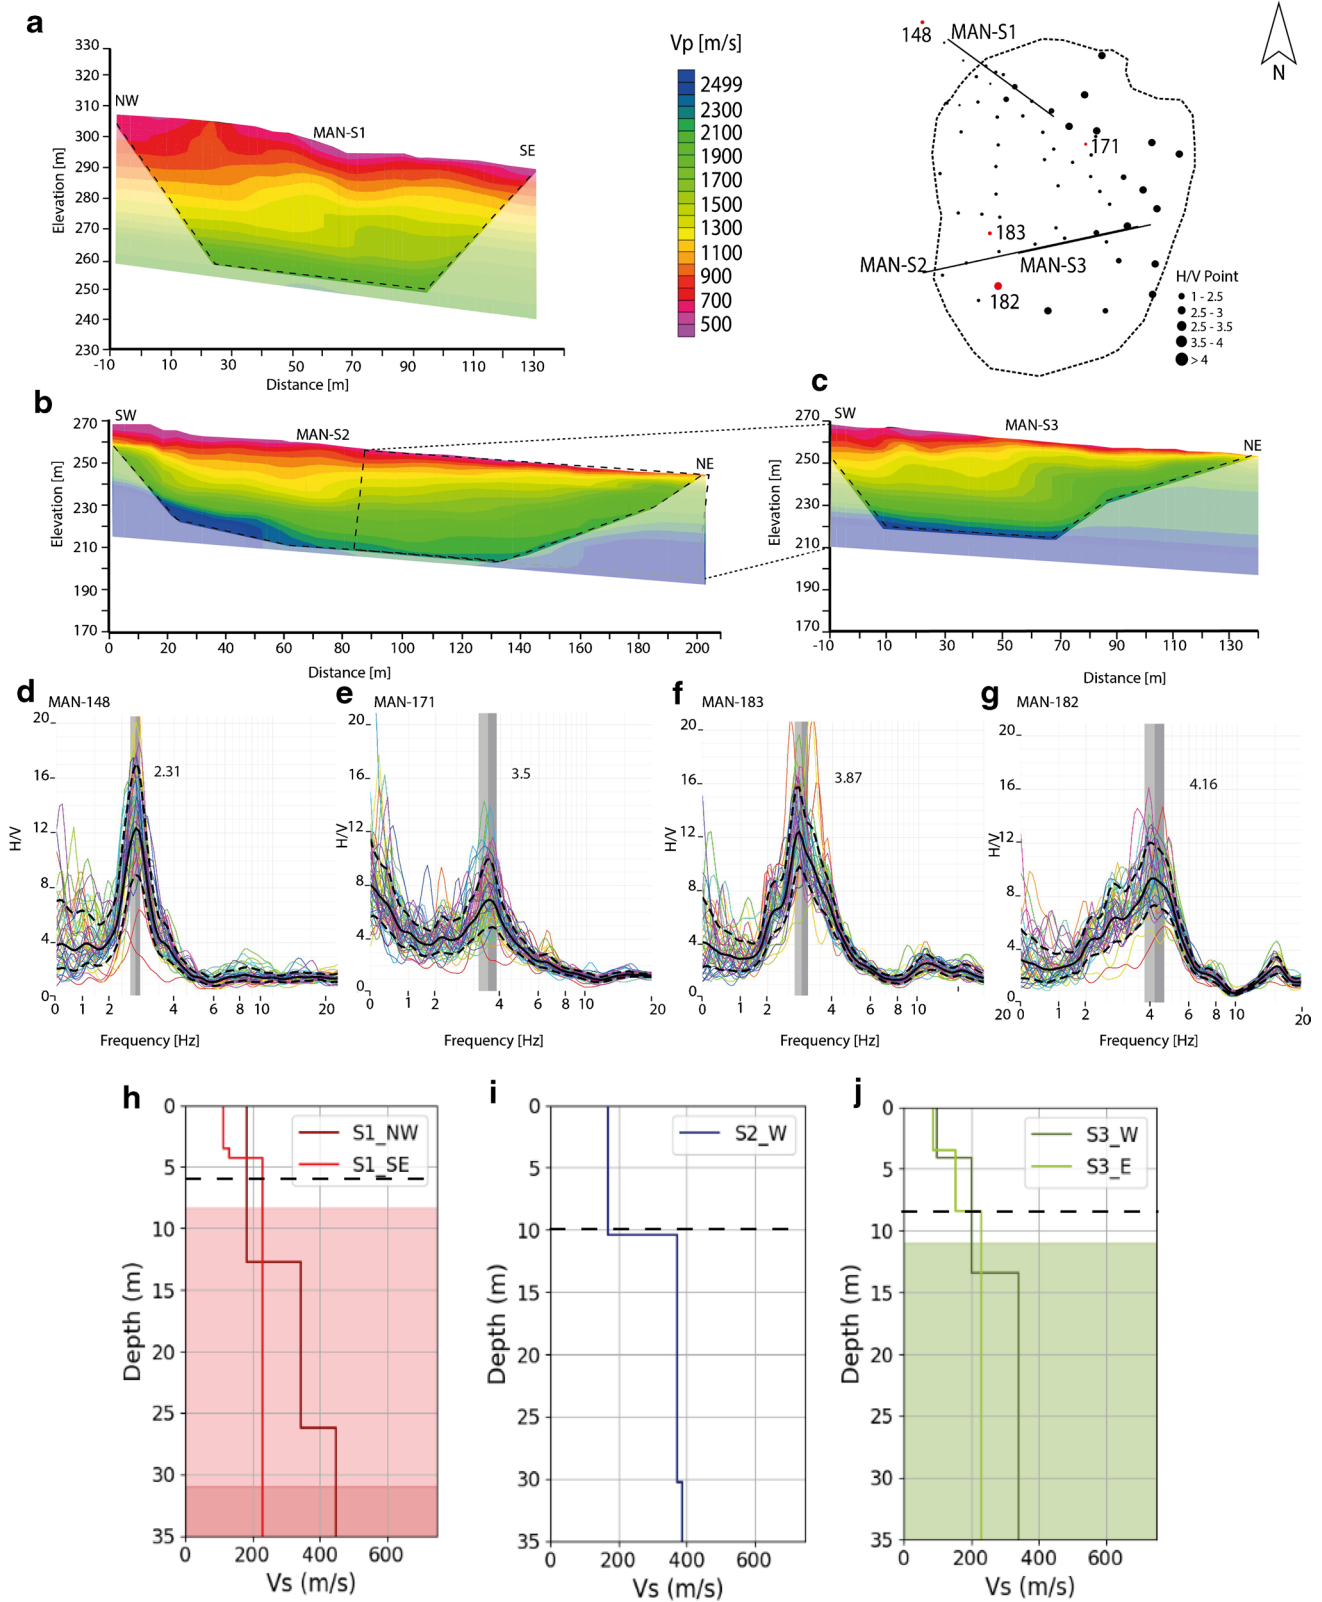 a
330
320
310
300
290
280
270
260
250
240
230
Elevation [m]
NW
MAN-S1
SE
-10 10 30 50 70 90 110 130
Distance [m]
Vp [m/s]
2499
2300
2100
1900
1700
1500
1300
1100
900
700
500
148
MAN-S1
171
183
MAN-S2
MAN-S3
182
N
H/V Point
1 - 2.5
2.5 - 3
2.5 - 3.5
3.5 - 4
> 4
b
270
250
230
210
190
170
Elevation [m]
SW
MAN-S2
NE
0 20 40 60 80 100 120 140 160 180 200
Distance [m]
c
270
250
230
210
190
170
Elevation [m]
SW
MAN-S3
NE
-10 10 30 50 70 90 110 130
Distance [m]
d
MAN-148
20
16
12
8
4
0
H/V
2.31
0 1 2 4 6 8 10 20
Frequency [Hz]
e
MAN-171
20
16
12
8
4
0
H/V
3.5
0 1 2 4 6 8 10 20
Frequency [Hz]
f
MAN-183
20
16
12
8
4
0
H/V
3.87
0 1 2 4 6 8 10 20
Frequency [Hz]
g
MAN-182
20
16
12
8
4
0
H/V
4.16
0 1 2 4 6 8 10 20
Frequency [Hz]
h
0
5
10
15
20
25
30
35
Depth (m)
S1_NW
S1_SE
0 200 400 600
Vs (m/s)
i
0
5
10
15
20
25
30
35
Depth (m)
S2_W
0 200 400 600
Vs (m/s)
j
0
5
10
15
20
25
30
35
Depth (m)
S3_W
S3_E
0 200 400 600
Vs (m/s)